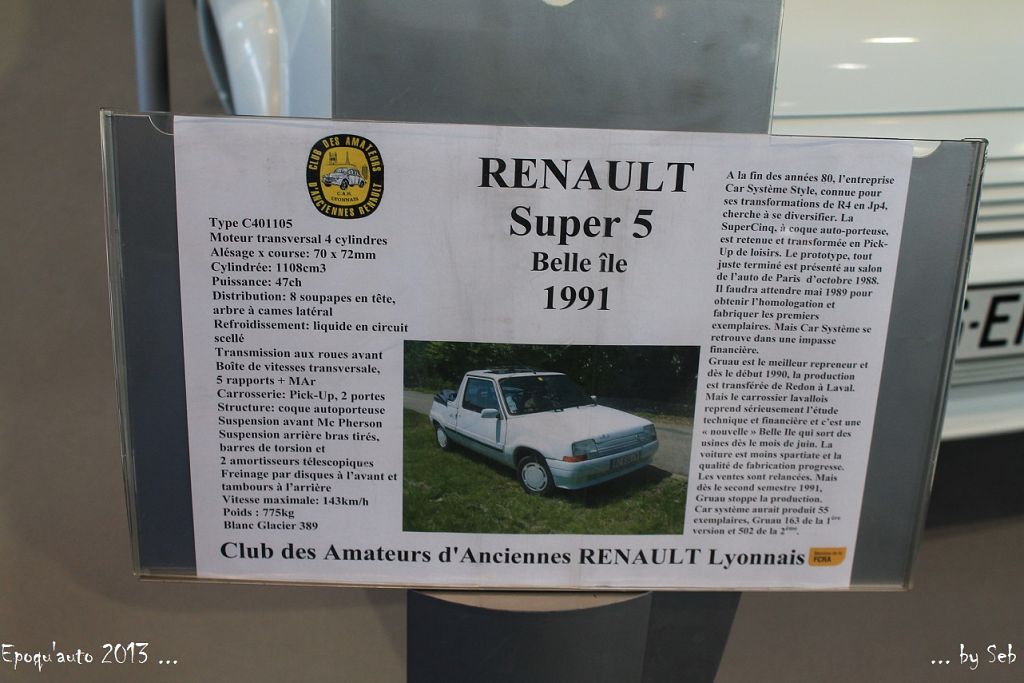 CLUB DES AMATEURS
D'ANCIENNES RENAULT
C.A.R.
LYONNAIS
RENAULT
Super 5
Belle île
1991
Type C401105
Moteur transversal 4 cylindres
Alésage x course: 70 x 72mm
Cylindrée: 1108cm3
Puissance: 47ch
Distribution: 8 soupapes en tête,
arbre à cames latéral
Refroidissement: liquide en circuit
scellé
Transmission aux roues avant
Boîte de vitesses transversale,
5 rapports + MAr
Carrosserie: Pick-Up, 2 portes
Structure: coque autoporteuse
Suspension avant Mc Pherson
Suspension arrière bras tirés,
barres de torsion et
2 amortisseurs télescopiques
Freinage par disques à l'avant et
tambours à l'arrière
Vitesse maximale: 143km/h
Poids : 775kg
Blanc Glacier 389
A la fin des années 80, l'entreprise
Car Système Style, connue pour
ses transformations de R4 en Jp4,
cherche à se diversifier. La
SuperCinq, à coque auto-porteuse,
est retenue et transformée en Pick-
Up de loisirs. Le prototype, tout
juste terminé est présenté au salon
de l'auto de Paris d'octobre 1988.
Il faudra attendre mai 1989 pour
obtenir l'homologation et
fabriquer les premiers
exemplaires. Mais Car Système se
retrouve dans une impasse
financière.
Gruau est le meilleur repreneur et
dès le début 1990, la production
est transférée de Redon à Laval.
Mais le carrossier lavallois
reprend sérieusement l'étude
technique et financière et c'est une
« nouvelle » Belle Ile qui sort des
usines dès le mois de juin. La
voiture est moins spartiate et la
qualité de fabrication progresse.
Les ventes sont relancées. Mais
dès le second semestre 1991,
Gruau stoppe la production.
Car système aurait produit 55
exemplaires, Gruau 163 de la 1ère
version et 502 de la 2ème.
Club des Amateurs d'Anciennes RENAULT Lyonnais
Membre de la
FCRA
Epoqu'auto 2013 ...
... by Seb